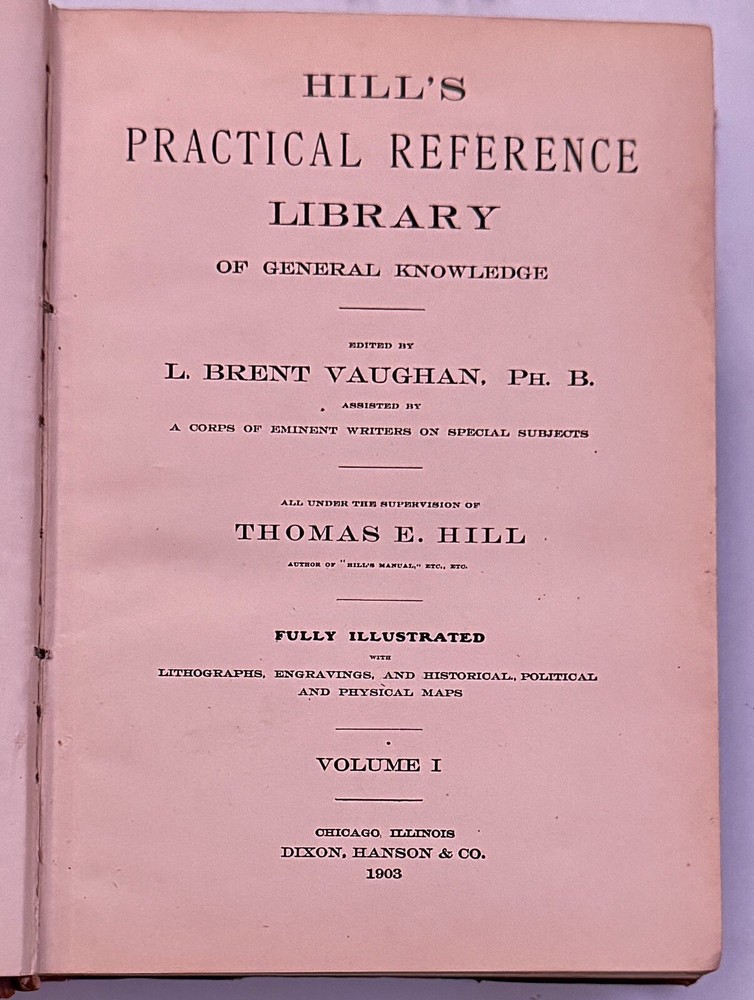 HILL'S
PRACTICAL REFERENCE
LIBRARY
OF GENERAL KNOWLEDGE
EDITED BY
L. BRENT VAUGHAN, PH. B.
ASSISTED BY
A CORPS OF EMINENT WRITERS ON SPECIAL SUBJECTS
ALL UNDER THE SUPERVISION OF
THOMAS E. HILL
AUTHOR OF "HILL'S MANUAL," ETC., ETC.
FULLY ILLUSTRATED
WITH
LITHOGRAPHS, ENGRAVINGS, AND HISTORICAL, POLITICAL
AND PHYSICAL MAPS
VOLUME I
CHICAGO, ILLINOIS
DIXON, HANSON & CO.
1903